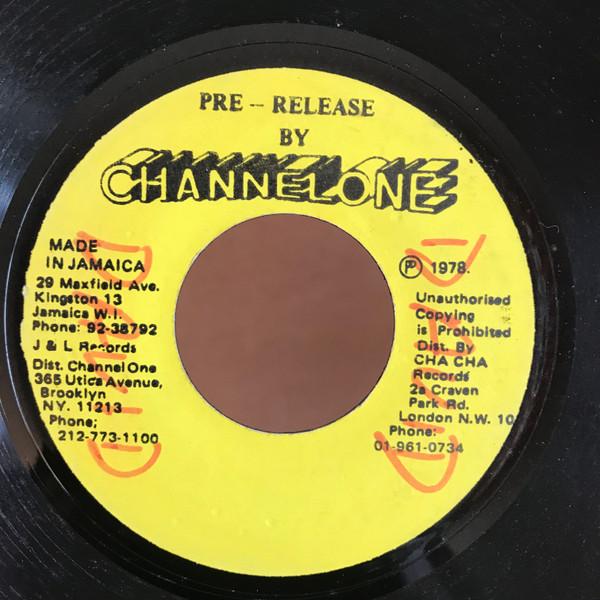 PRE – RELEASE
BY
CHANNEL ONE
MADE
IN JAMAICA
29 Maxfield Ave.
Kingston 13
Jamaica W.I.
Phone: 92-38792
J & L Records
Dist. Channel One
365 Utica Avenue,
Brooklyn
NY. 11213
Phone;
212-773-1100
Ⓟ 1978.
Unauthorised
Copying
is Prohibited
Dist. By
CHA CHA
Records
2a Craven
Park Rd.
London N.W. 10
Phone:
01-961-0734